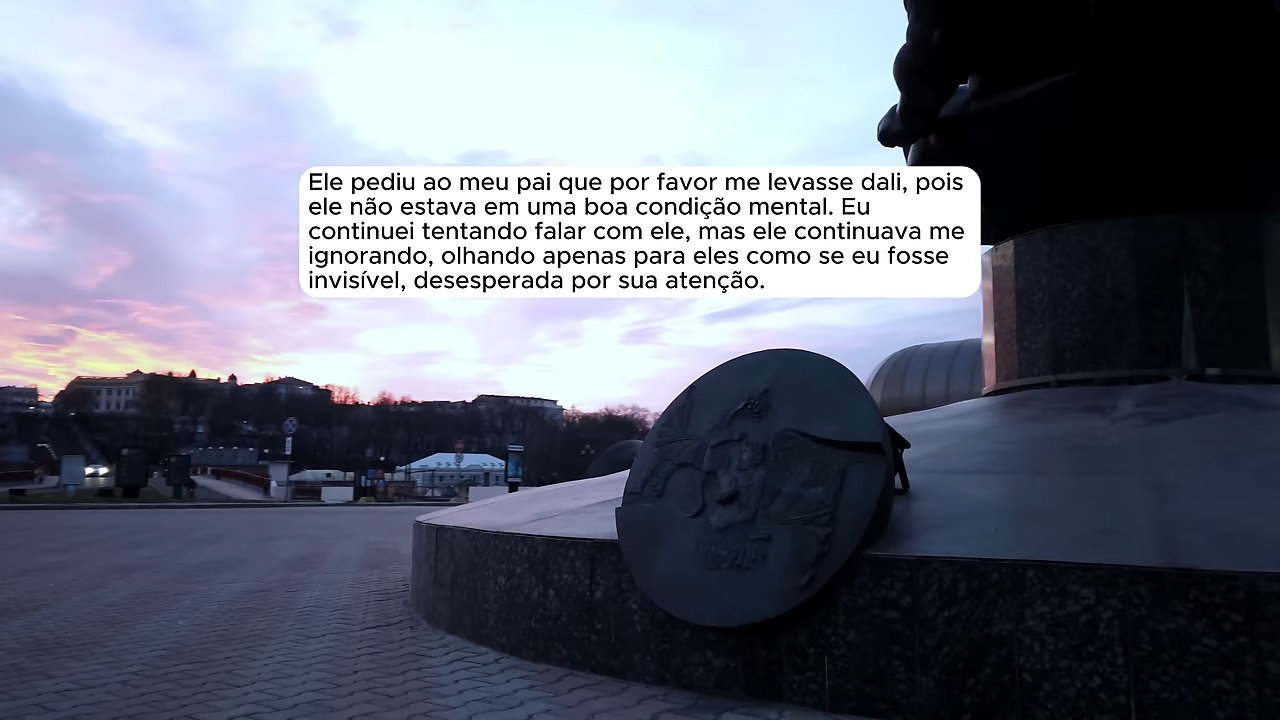 Ele pediu ao meu pai que por favor me levasse dali, pois
ele não estava em uma boa condição mental. Eu
continuei tentando falar com ele, mas ele continuava me
ignorando, olhando apenas para eles como se eu fosse
invisível, desesperada por sua atenção.